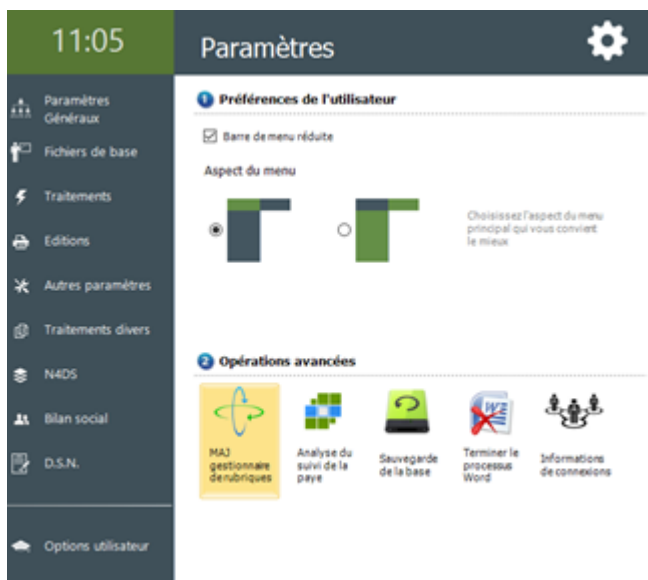 11:05
Paramètres
Paramètres
Généraux
Fichiers de base
Traitements
Editions
Autres paramètres
Traitements divers
N4DS
Bilan social
D.S.N.
Options utilisateur
1 Préférences de l'utilisateur
Barre de menu réduite
Aspect du menu
Choisissez l'aspect du menu
principal qui vous convient
le mieux
2 Opérations avancées
MAJ
gestionnaire
de rubriques
Analyse du
suivi de la
paye
Sauvegarde
de la base
W
Terminer le
processus
Word
Informations
de connexions